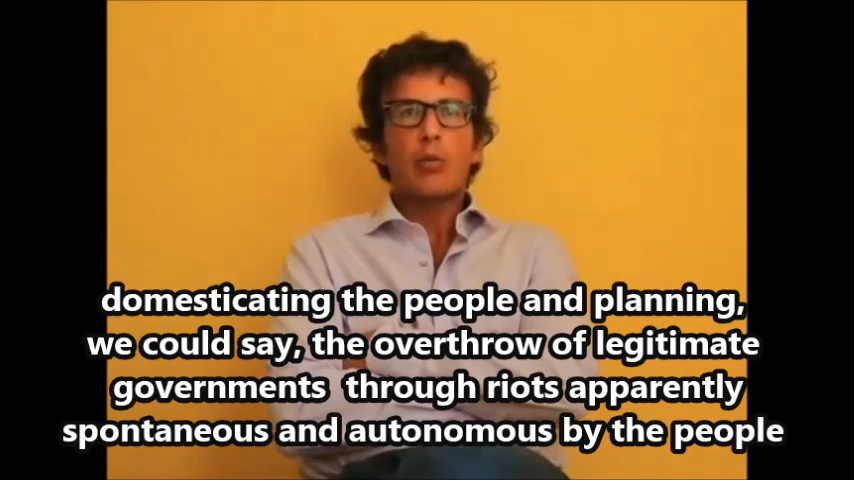 domesticating the people and planning,
we could say, the overthrow of legitimate
governments through riots apparently
spontaneous and autonomous by the people